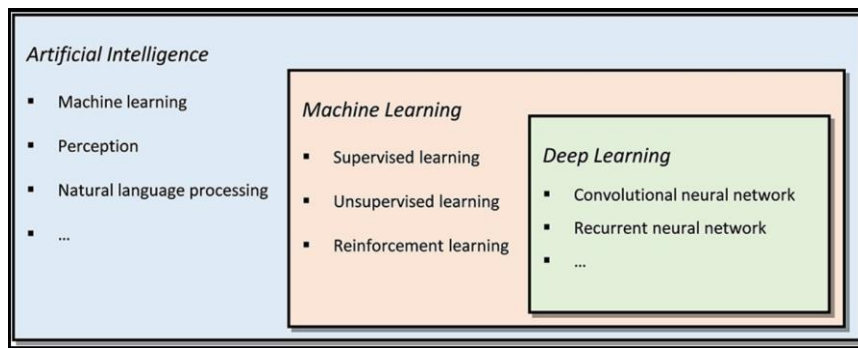 Artificial Intelligence
▪ Machine learning
▪ Perception
▪ Natural language processing
▪ ...
Machine Learning
▪ Supervised learning
▪ Unsupervised learning
▪ Reinforcement learning
Deep Learning
▪ Convolutional neural network
▪ Recurrent neural network
▪ ...